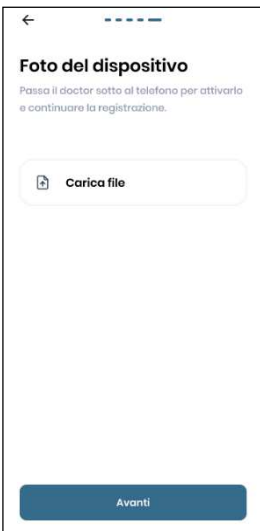 Foto del dispositivo
Passa il doctor sotto al telefono per attivarlo
e continuare la registrazione.
Carica file
Avanti